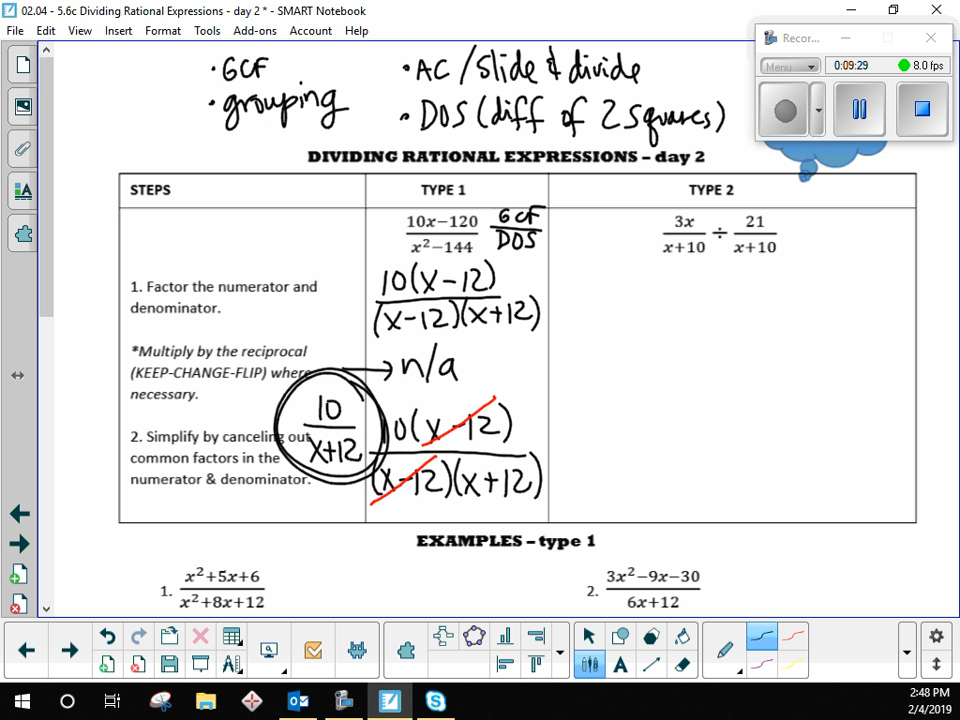 02.04 - 5.6c Dividing Rational Expressions - day 2 * - SMART Notebook
File Edit View Insert Format Tools Add-ons Account Help
Recor...
Menu 0:09:29 8.0 fps
• GCF
• grouping
• AC / slide & divide
• DOS (diff of 2 squares)
DIVIDING RATIONAL EXPRESSIONS – day 2
STEPS TYPE 1 TYPE 2
10x−120
x²−144
GCF
DOS
3x/x+10 ÷ 21/x+10
1. Factor the numerator and
denominator.
10(x−12)
(x−12)(x+12)
*Multiply by the reciprocal
(KEEP-CHANGE-FLIP) where
necessary.
→ n/a
2. Simplify by canceling out
common factors in the
numerator & denominator.
10
x+12
10(x−12)
(x−12)(x+12)
EXAMPLES – type 1
1. x²+5x+6
x²+8x+12
2. 3x²−9x−30
6x+12
2:48 PM
2/4/2019